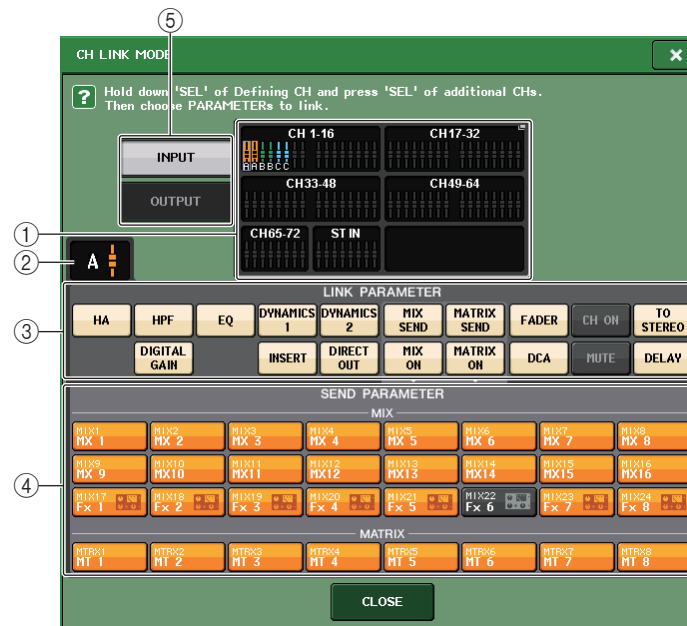 ⑤
CH LINK MODE
×
? Hold down 'SEL' of Defining CH and press 'SEL' of additional CHs.
Then choose PARAMETERs to link.
INPUT
OUTPUT
CH 1-16
CH17-32
AABBCC
CH33-48
CH49-64
CH65-72
ST IN
①
②
A
③
LINK PARAMETER
HA
HPF
EQ
DYNAMICS 1
DYNAMICS 2
MIX SEND
MATRIX SEND
FADER
CH ON
TO STEREO
DIGITAL GAIN
INSERT
DIRECT OUT
MIX ON
MATRIX ON
DCA
MUTE
DELAY
④
SEND PARAMETER
MIX
MIX1 MIX2 MIX3 MIX4 MIX5 MIX6 MIX7 MIX8
MX 1 MX 2 MX 3 MX 4 MX 5 MX 6 MX 7 MX 8
MIX9 MIX10 MIX11 MIX12 MIX13 MIX14 MIX15 MIX16
MX 9 MX10 MX11 MX12 MX13 MX14 MX15 MX16
MIX17 MIX18 MIX19 MIX20 MIX21 MIX22 MIX23 MIX24
Fx 1 Fx 2 Fx 3 Fx 4 Fx 5 Fx 6 Fx 7 Fx 8
MATRIX
MTRX1 MTRX2 MTRX3 MTRX4 MTRX5 MTRX6 MTRX7 MTRX8
MT 1 MT 2 MT 3 MT 4 MT 5 MT 6 MT 7 MT 8
CLOSE